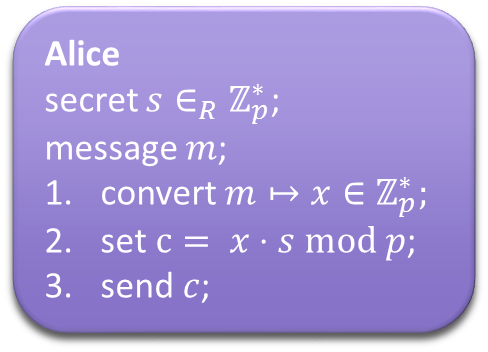 Alice
secret s ∈_R ℤ_p^*;
message m;
1. convert m ↦ x ∈ ℤ_p^*;
2. set c = x · s mod p;
3. send c;